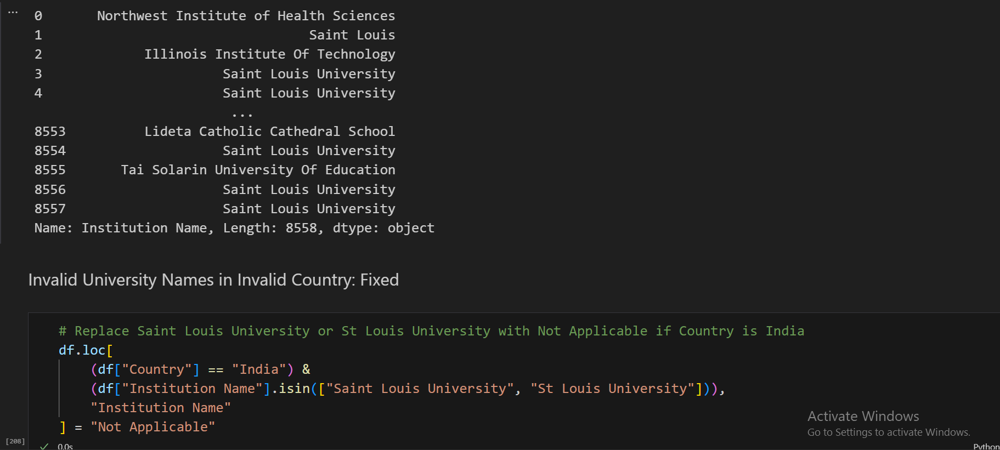 ...
0 Northwest Institute of Health Sciences
1 Saint Louis
2 Illinois Institute Of Technology
3 Saint Louis University
4 Saint Louis University
...
8553 Lideta Catholic Cathedral School
8554 Saint Louis University
8555 Tai Solarin University Of Education
8556 Saint Louis University
8557 Saint Louis University
Name: Institution Name, Length: 8558, dtype: object
Invalid University Names in Invalid Country: Fixed
# Replace Saint Louis University or St Louis University with Not Applicable if Country is India
df.loc[
(df["Country"] == "India") &
(df["Institution Name"].isin(["Saint Louis University", "St Louis University"])),
"Institution Name"
] = "Not Applicable"
Activate Windows
Go to Settings to activate Windows.
[208]
0.0s
Python